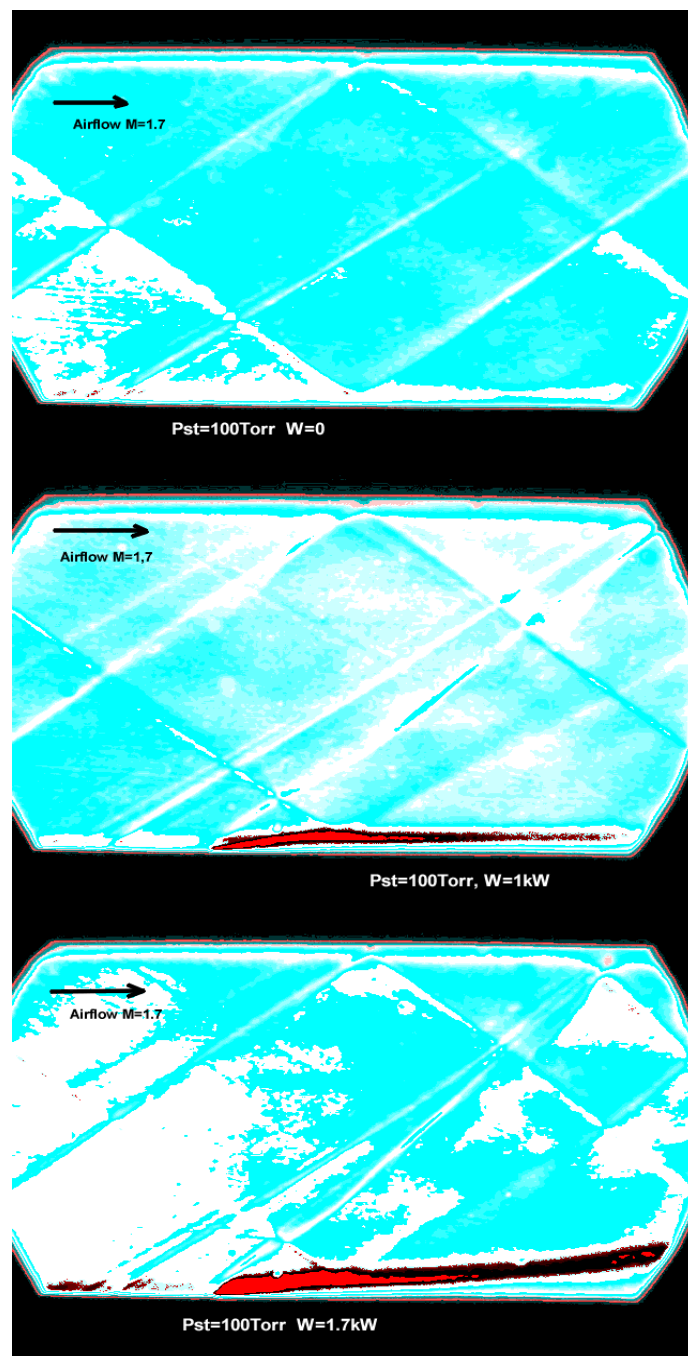 Airflow M=1.7
Pst=100Torr W=0
Airflow M=1,7
Pst=100Torr, W=1kW
Airflow M=1.7
Pst=100Torr W=1.7kW